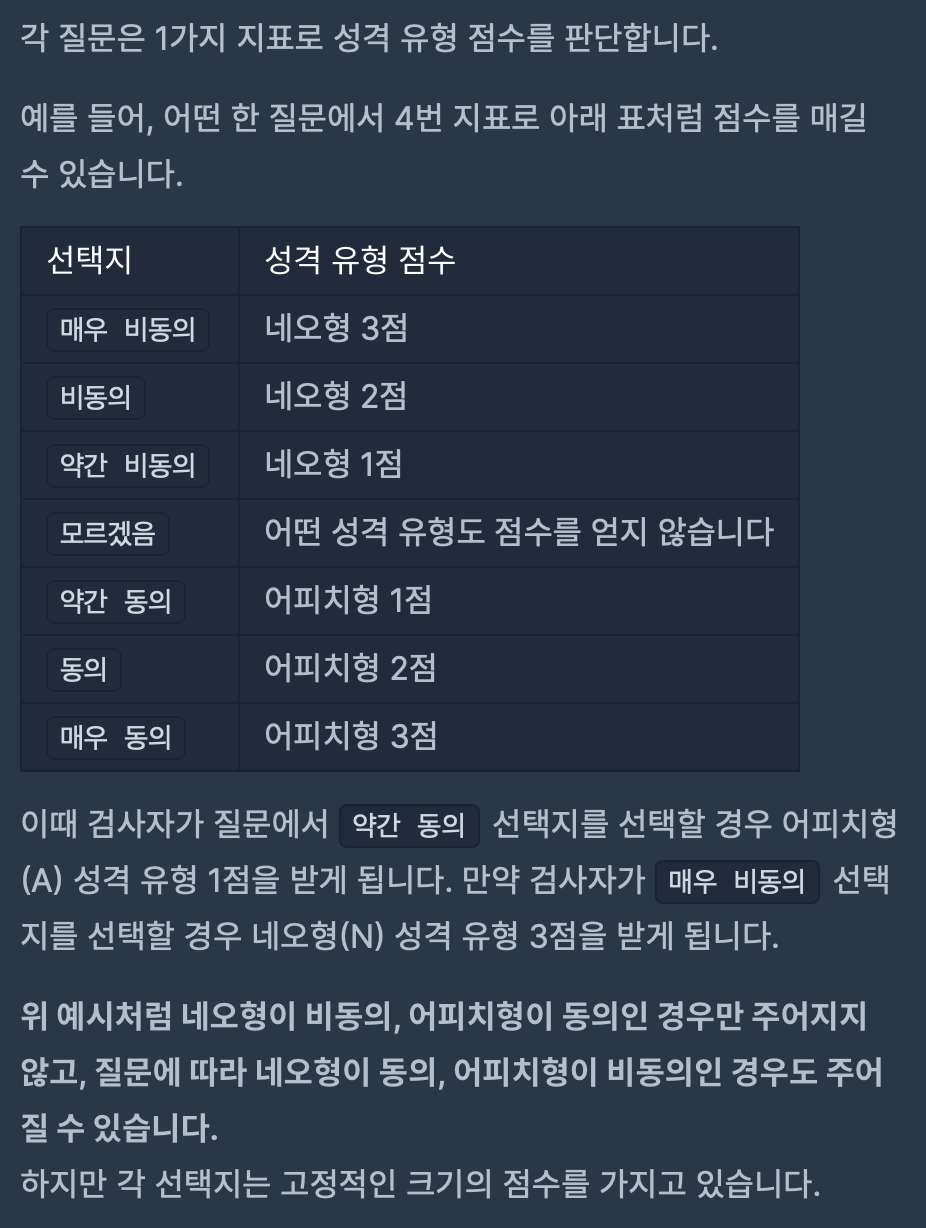 각 질문은 1가지 지표로 성격 유형 점수를 판단합니다.
예를 들어, 어떤 한 질문에서 4번 지표로 아래 표처럼 점수를 매길
수 있습니다.
선택지 성격 유형 점수
매우 비동의 네오형 3점
비동의 네오형 2점
약간 비동의 네오형 1점
모르겠음 어떤 성격 유형도 점수를 얻지 않습니다
약간 동의 어피치형 1점
동의 어피치형 2점
매우 동의 어피치형 3점
이때 검사자가 질문에서 약간 동의 선택지를 선택할 경우 어피치형
(A) 성격 유형 1점을 받게 됩니다. 만약 검사자가 매우 비동의 선택
지를 선택할 경우 네오형(N) 성격 유형 3점을 받게 됩니다.
위 예시처럼 네오형이 비동의, 어피치형이 동의인 경우만 주어지지
않고, 질문에 따라 네오형이 동의, 어피치형이 비동의인 경우도 주어
질 수 있습니다.
하지만 각 선택지는 고정적인 크기의 점수를 가지고 있습니다.